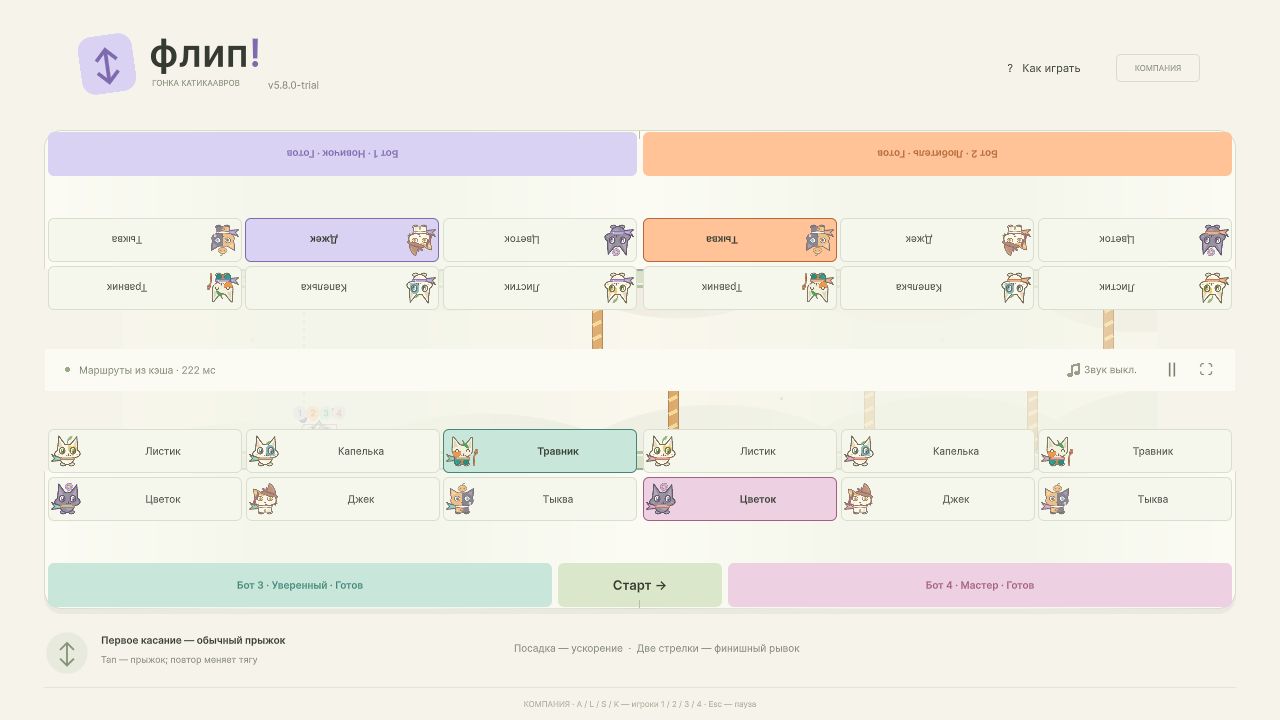 флип!
ГОНКА КАТИКААВРОВ
v5.8.0-trial
? Как играть
КОМПАНИЯ
Бот 1 · Новичок · Готов
Бот 2 · Любитель · Готов
Тыква
Джек
Цветок
Тыква
Джек
Цветок
Травник
Капелька
Листик
Травник
Капелька
Листик
Маршруты из кэша · 222 мс
Звук выкл.
1 2 3 4
Листик
Капелька
Травник
Листик
Капелька
Травник
Цветок
Джек
Тыква
Цветок
Джек
Тыква
Бот 3 · Уверенный · Готов
Старт →
Бот 4 · Мастер · Готов
Первое касание — обычный прыжок
Тап — прыжок; повтор меняет тягу
Посадка — ускорение · Две стрелки — финишный рывок
КОМПАНИЯ · A / L / S / K — игроки 1 / 2 / 3 / 4 · Esc — пауза